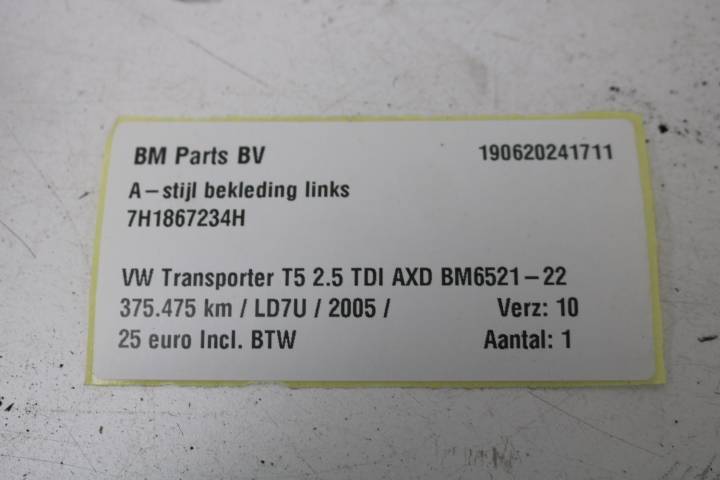 BM Parts BV 190620241711
A-stijl bekleding links
7H1867234H
VW Transporter T5 2.5 TDI AXD BM6521-22
375.475 km / LD7U / 2005 / Verz: 10
25 euro Incl. BTW Aantal: 1